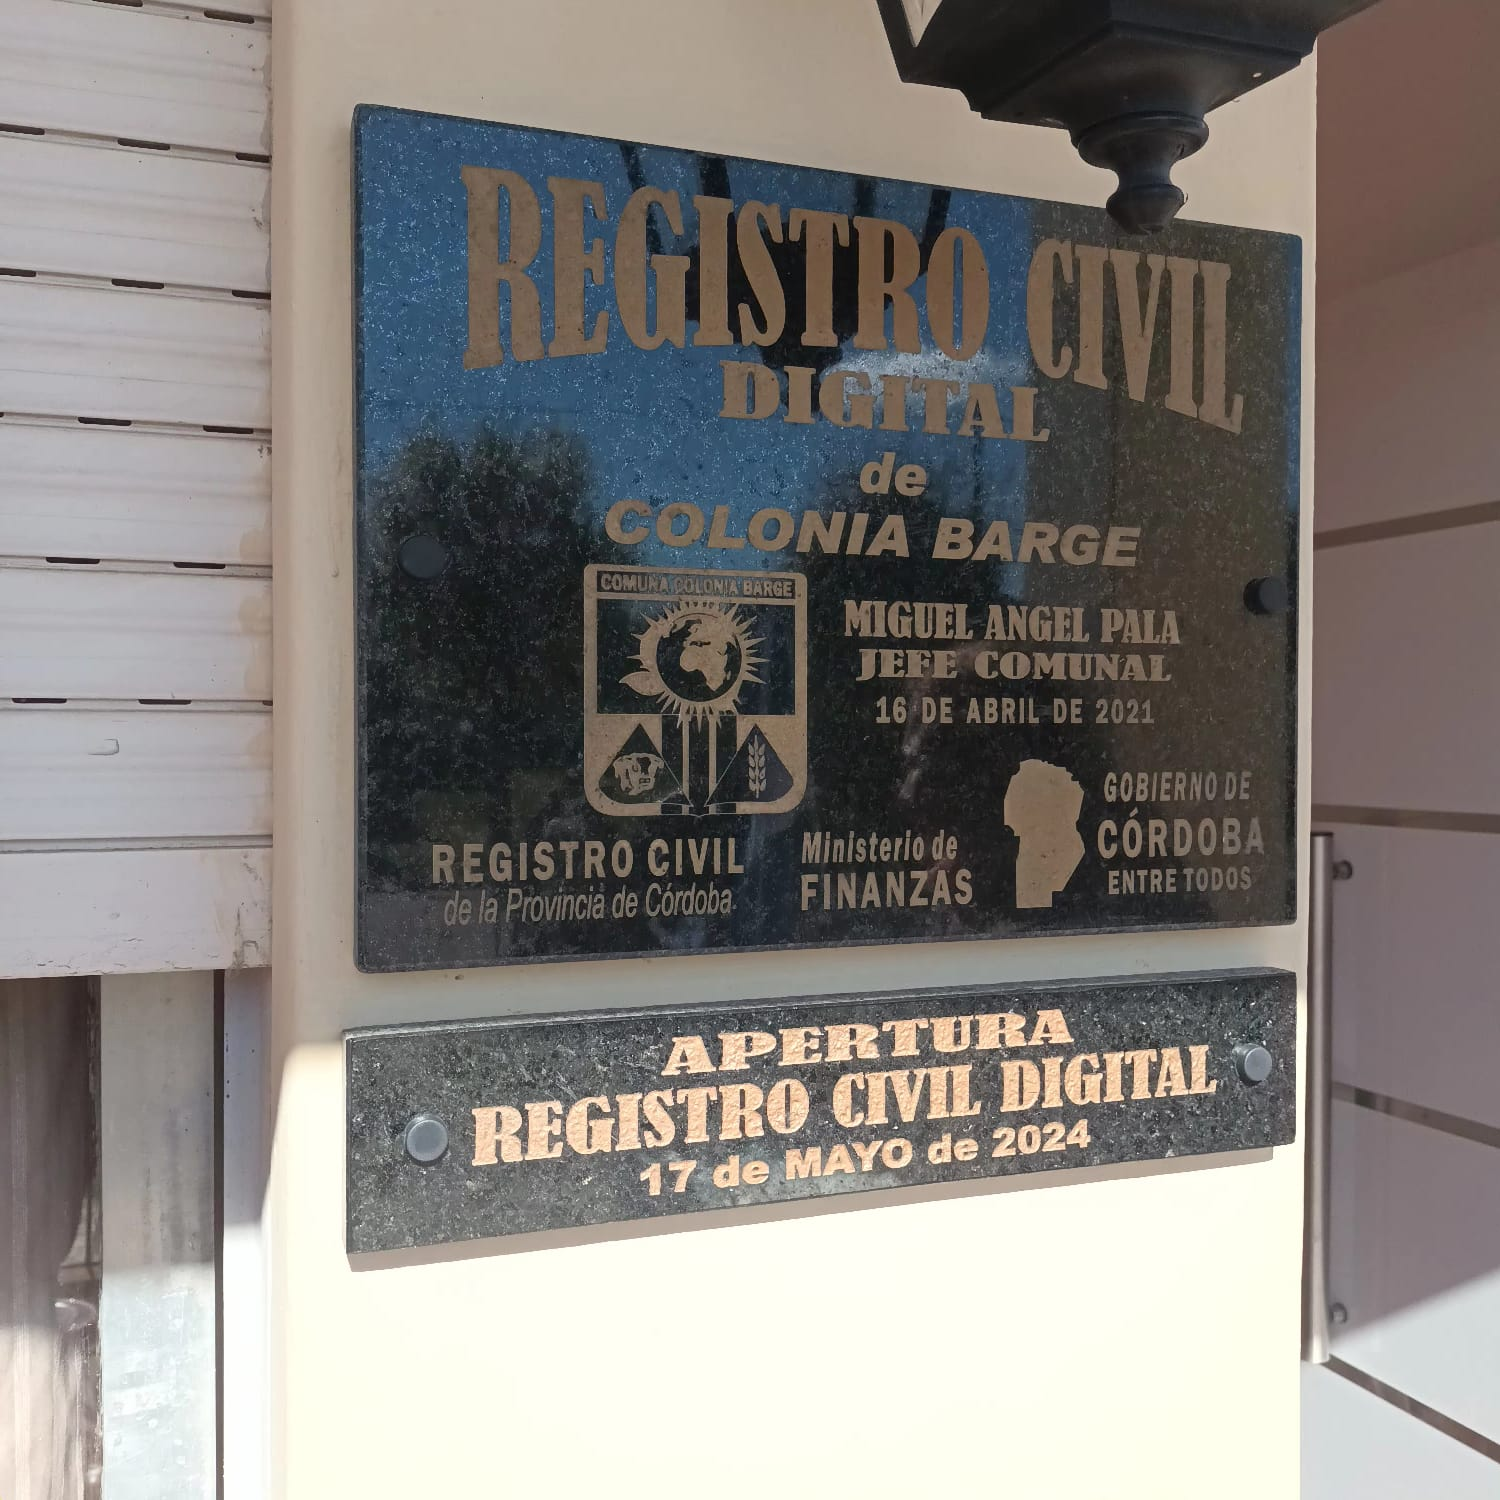 REGISTRO CIVIL
DIGITAL
de
COLONIA BARGE
COMUNA COLONIA BARGE
MIGUEL ANGEL PALA
JEFE COMUNAL
16 DE ABRIL DE 2021
REGISTRO CIVIL
de la Provincia de Córdoba
Ministerio de
FINANZAS
GOBIERNO DE
CÓRDOBA
ENTRE TODOS
APERTURA
REGISTRO CIVIL DIGITAL
17 de MAYO de 2024